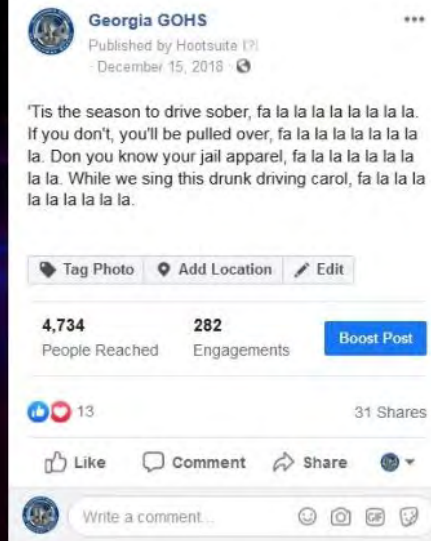 Georgia GOHS
Published by Hootsuite [?]
· December 15, 2018 ·
'Tis the season to drive sober, fa la la la la la la la la.
If you don't, you'll be pulled over, fa la la la la la la la
la. Don you know your jail apparel, fa la la la la la la
la la. While we sing this drunk driving carol, fa la la la
la la la la la la.
Tag Photo Add Location Edit
4,734 282
People Reached Engagements
Boost Post
13 31 Shares
Like Comment Share
Write a comment...
GIF